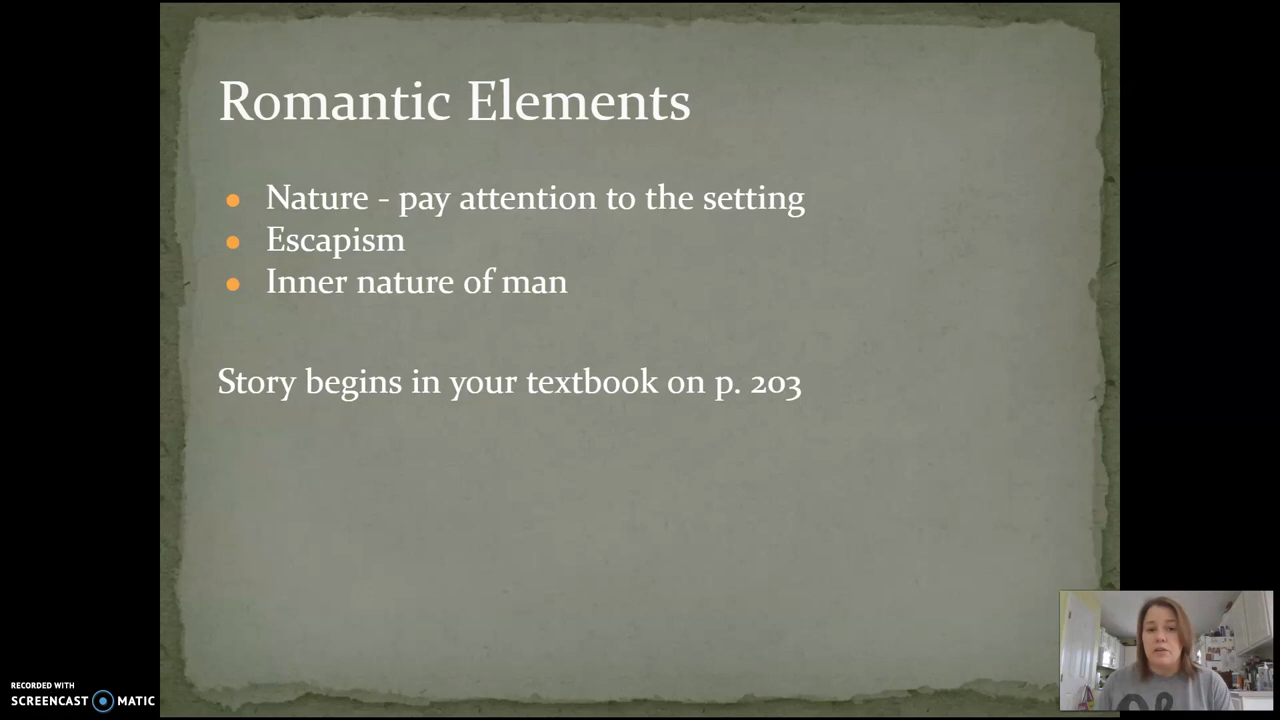 Romantic Elements
Nature - pay attention to the setting
Escapism
Inner nature of man
Story begins in your textbook on p. 203
RECORDED WITH
SCREENCAST MATIC